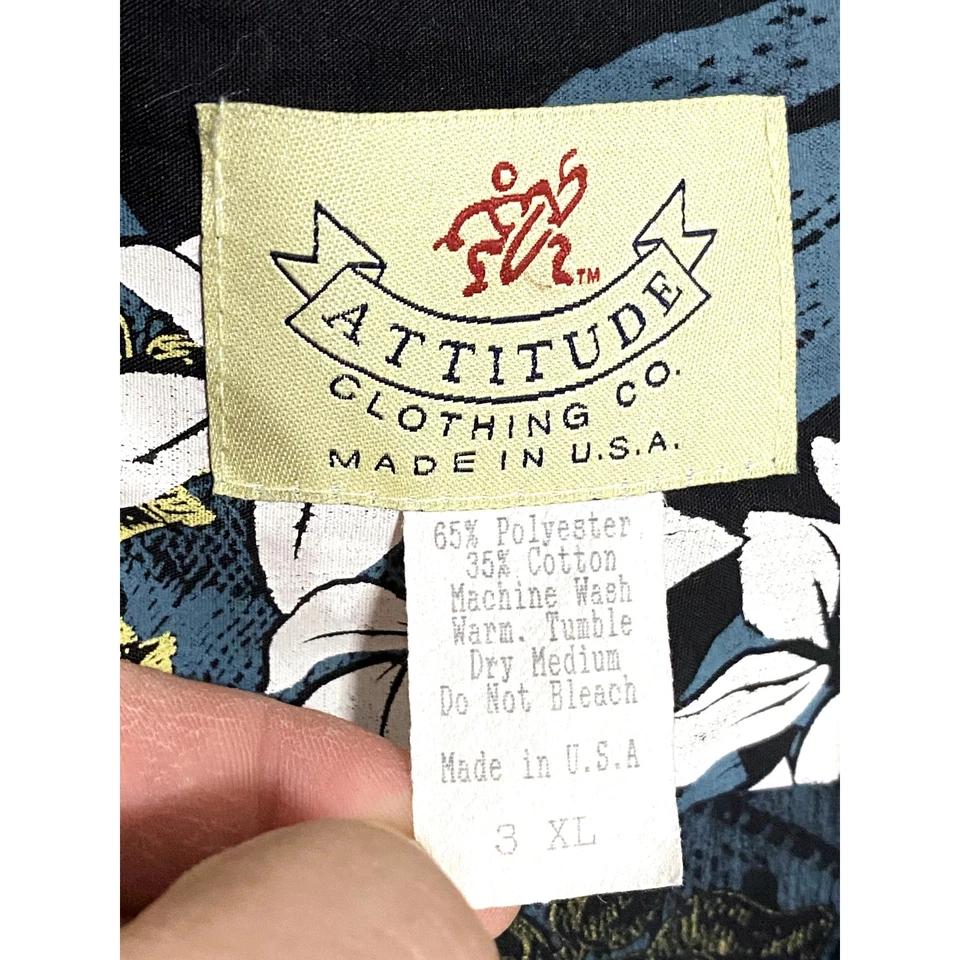 TM
ATTITUDE
CLOTHING CO.
MADE IN U.S.A.
65% Polyester
35% Cotton
Machine Wash
Warm. Tumble
Dry Medium
Do Not Bleach
Made in U.S.A
3 XL